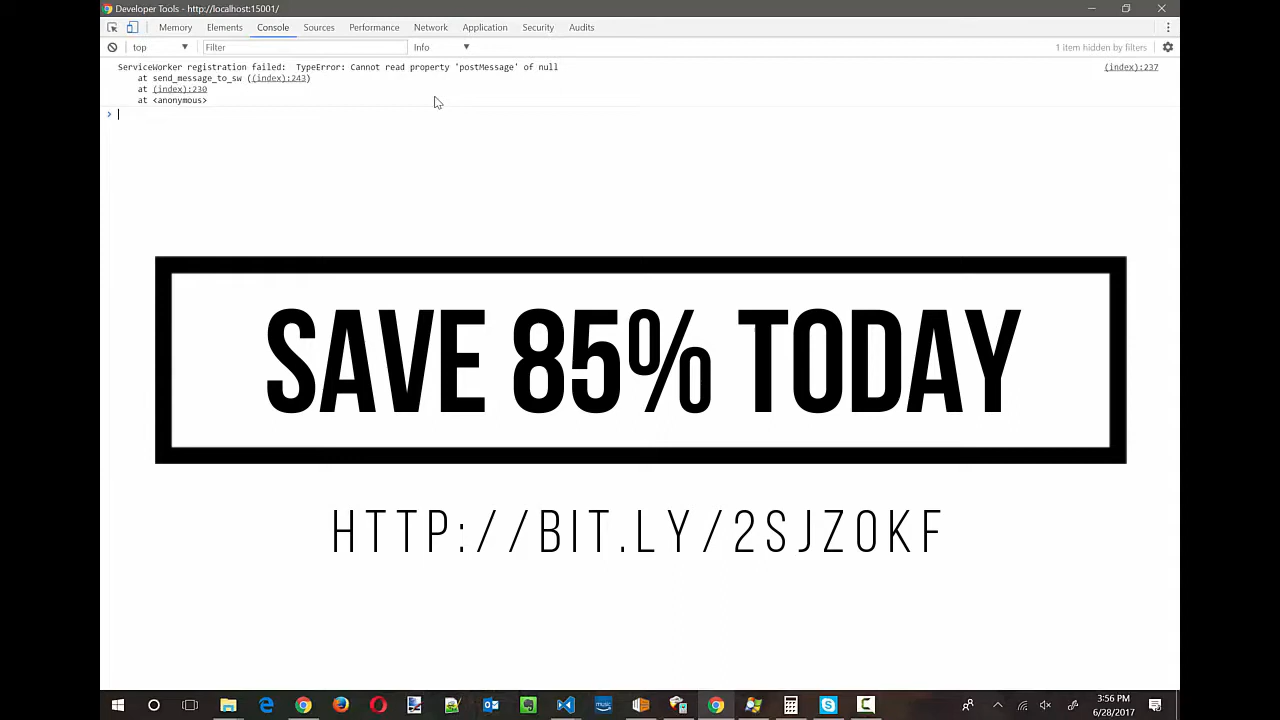 Developer Tools - http://localhost:15001/
Memory Elements Console Sources Performance Network Application Security Audits
top Filter Info 1 item hidden by filters
ServiceWorker registration failed: TypeError: Cannot read property 'postMessage' of null (index):237
at send_message_to_sw ((index):243)
at (index):230
at <anonymous>
SAVE 85% TODAY
HTTP://BIT.LY/2SJZOKF
music
3:56 PM
6/28/2017